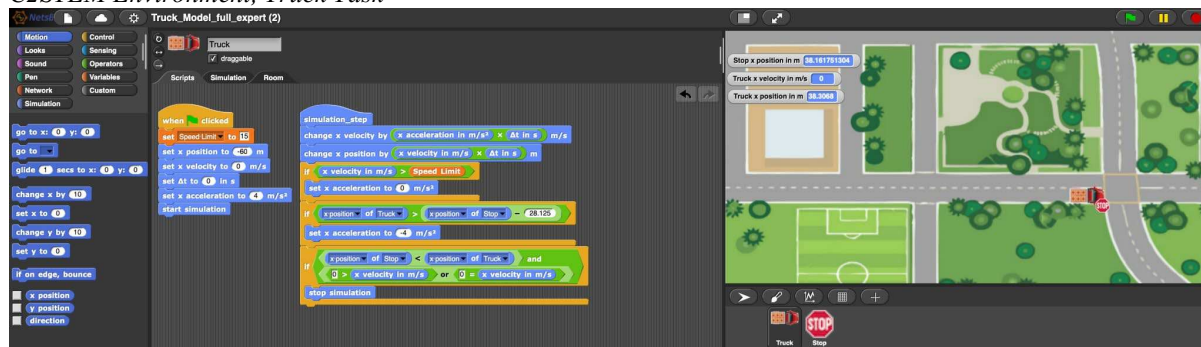 C2STEM Environment, Truck Task
Truck_Model_full_expert (2)
Motion
Control
Looks
Sensing
Sound
Operators
Pen
Variables
Network
Custom
Simulation
go to x: 0 y: 0
go to
glide 1 secs to x: 0 y: 0
change x by 10
set x to 0
change y by 10
set y to 0
if on edge, bounce
x position
y position
direction
Truck
draggable
Scripts Simulation Room
when clicked
set Speed Limit to 15
set x position to -60 m
set x velocity to 0 m/s
set Δt to 0 in s
set x acceleration to 4 m/s²
start simulation
simulation_step
change x velocity by x acceleration in m/s² × Δt in s m/s
change x position by x velocity in m/s × Δt in s m
if x velocity in m/s > Speed Limit
set x acceleration to 0 m/s²
if x position of Truck > x position of Stop − 28.125
set x acceleration to -4 m/s²
if x position of Stop < x position of Truck and
0 > x velocity in m/s or 0 = x velocity in m/s
stop simulation
Stop x position in m 38.161751304
Truck x velocity in m/s 0
Truck x position in m 38.3068
STOP
STOP
Truck
Stop